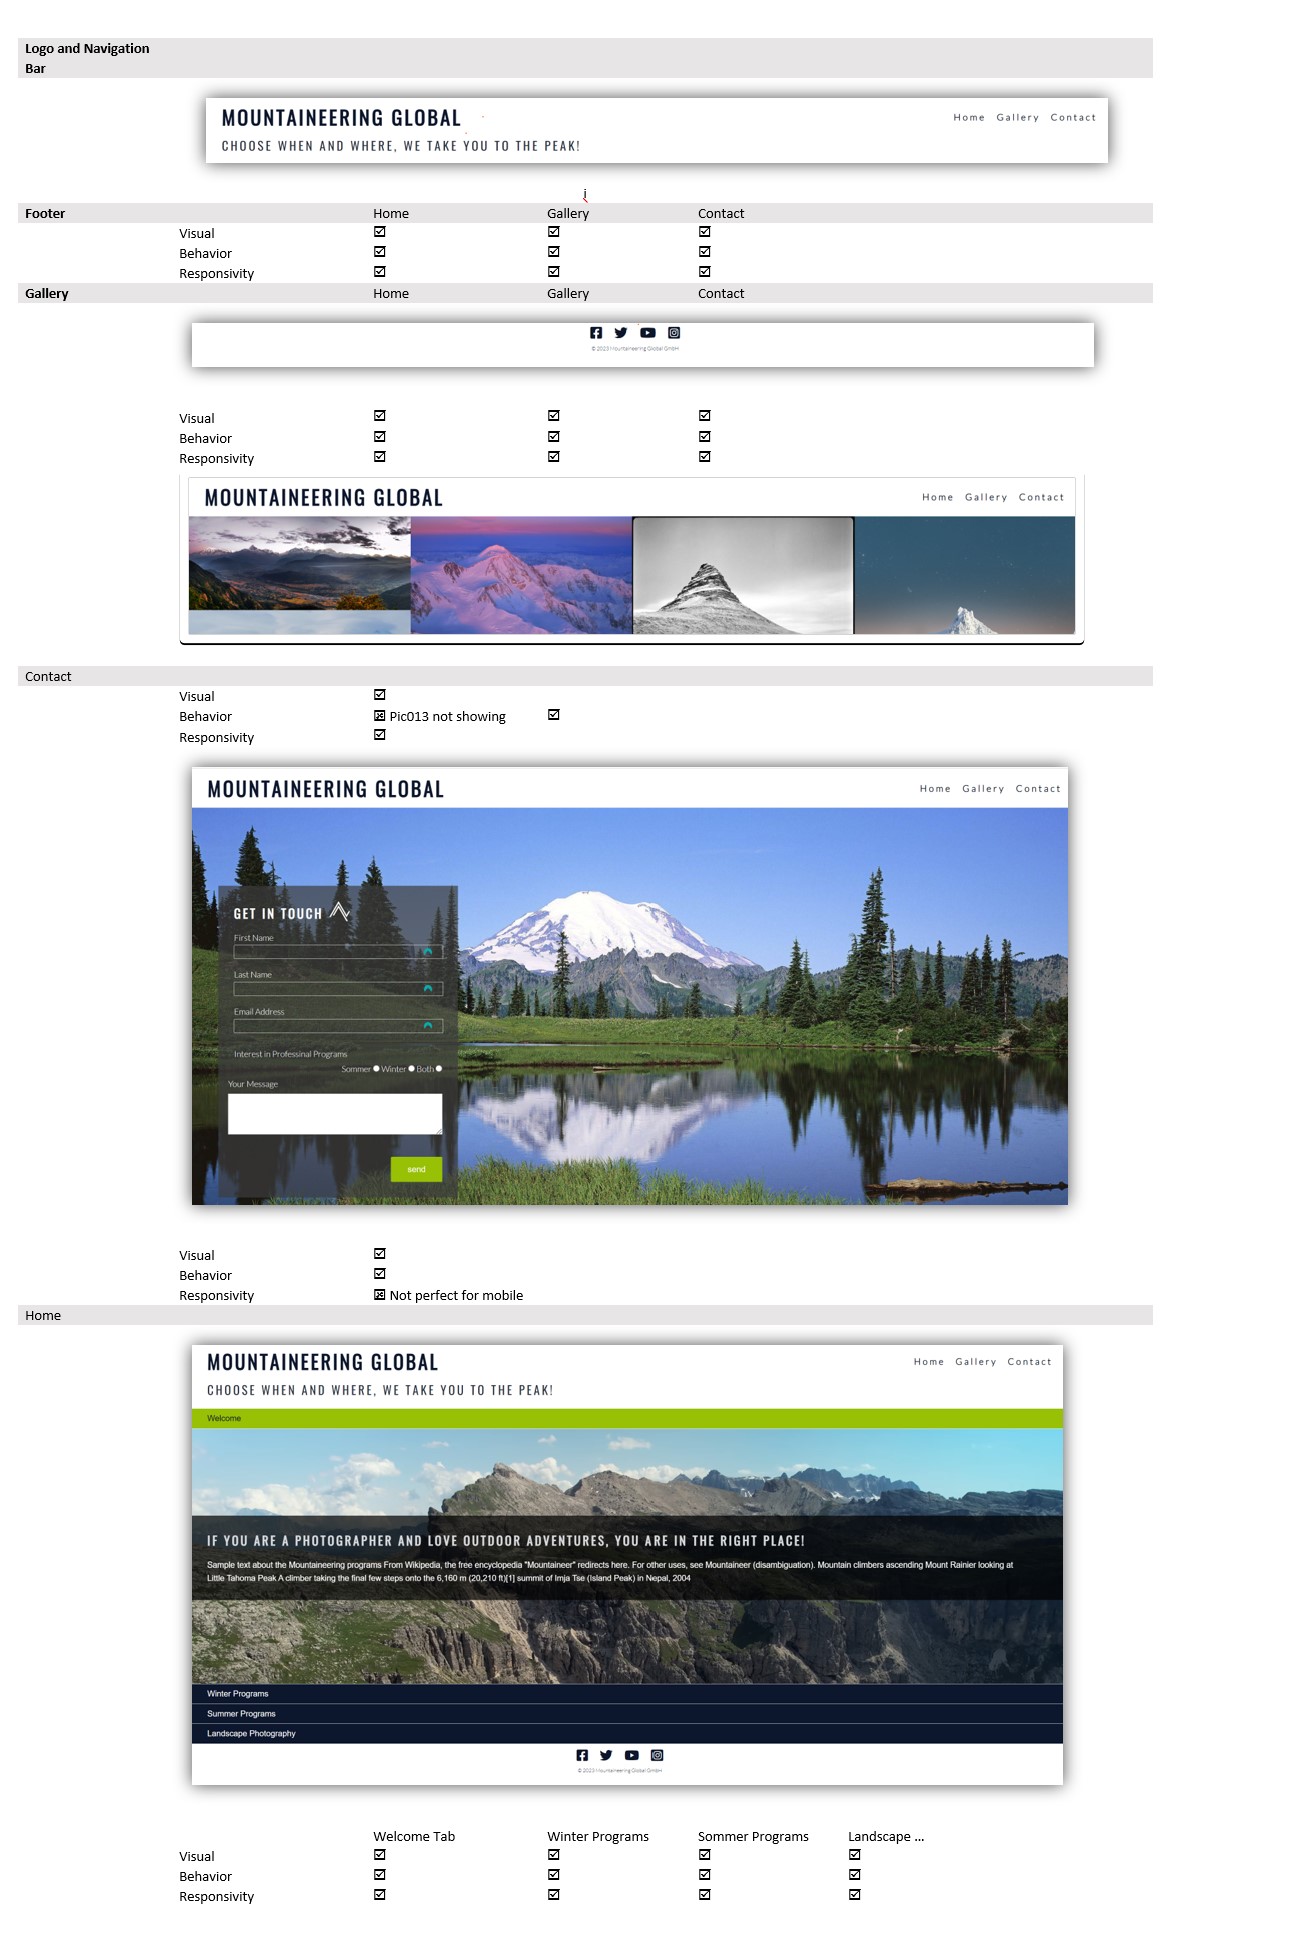 Logo and Navigation
Bar
MOUNTAINEERING GLOBAL
Home Gallery Contact
CHOOSE WHEN AND WHERE, WE TAKE YOU TO THE PEAK!
i
Footer Home Gallery Contact
Visual ☑ ☑ ☑
Behavior ☑ ☑ ☑
Responsivity ☑ ☑ ☑
Gallery Home Gallery Contact
© 2023 Mountaineering Global GmbH
Visual ☑ ☑ ☑
Behavior ☑ ☑ ☑
Responsivity ☑ ☑ ☑
MOUNTAINEERING GLOBAL
Home Gallery Contact
Contact
Visual ☑
Behavior ☒ Pic013 not showing ☑
Responsivity ☑
MOUNTAINEERING GLOBAL
Home Gallery Contact
GET IN TOUCH
First Name
Last Name
Email Address
Interest in Professinal Programs
Sommer Winter Both
Your Message
send
Visual ☑
Behavior ☑
Responsivity ☒ Not perfect for mobile
Home
MOUNTAINEERING GLOBAL
Home Gallery Contact
CHOOSE WHEN AND WHERE, WE TAKE YOU TO THE PEAK!
Welcome
IF YOU ARE A PHOTOGRAPHER AND LOVE OUTDOOR ADVENTURES, YOU ARE IN THE RIGHT PLACE!
Sample text about the Mountaineering programs From Wikipedia, the free encyclopedia "Mountaineer" redirects here. For other uses, see Mountaineer (disambiguation). Mountain climbers ascending Mount Rainier looking at
Little Tahoma Peak A climber taking the final few steps onto the 6,160 m (20,210 ft)[1] summit of Imja Tse (Island Peak) in Nepal, 2004
Winter Programs
Summer Programs
Landscape Photography
© 2023 Mountaineering Global GmbH
Welcome Tab Winter Programs Sommer Programs Landscape ...
Visual ☑ ☑ ☑ ☑
Behavior ☑ ☑ ☑ ☑
Responsivity ☑ ☑ ☑ ☑